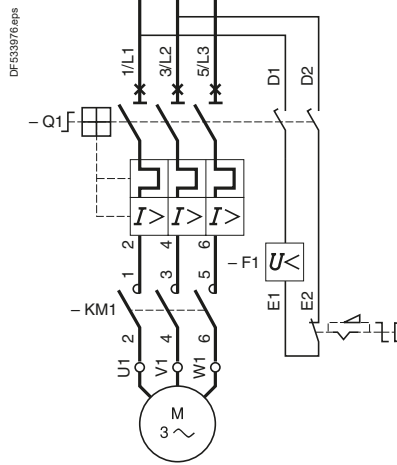 DF533976.eps
1/L1
3/L2
5/L3
D1
D2
– Q1
I>
I>
I>
2
4
6
– F1
U<
1
3
5
E1
E2
– KM1
2
4
6
U1
V1
W1
M
3